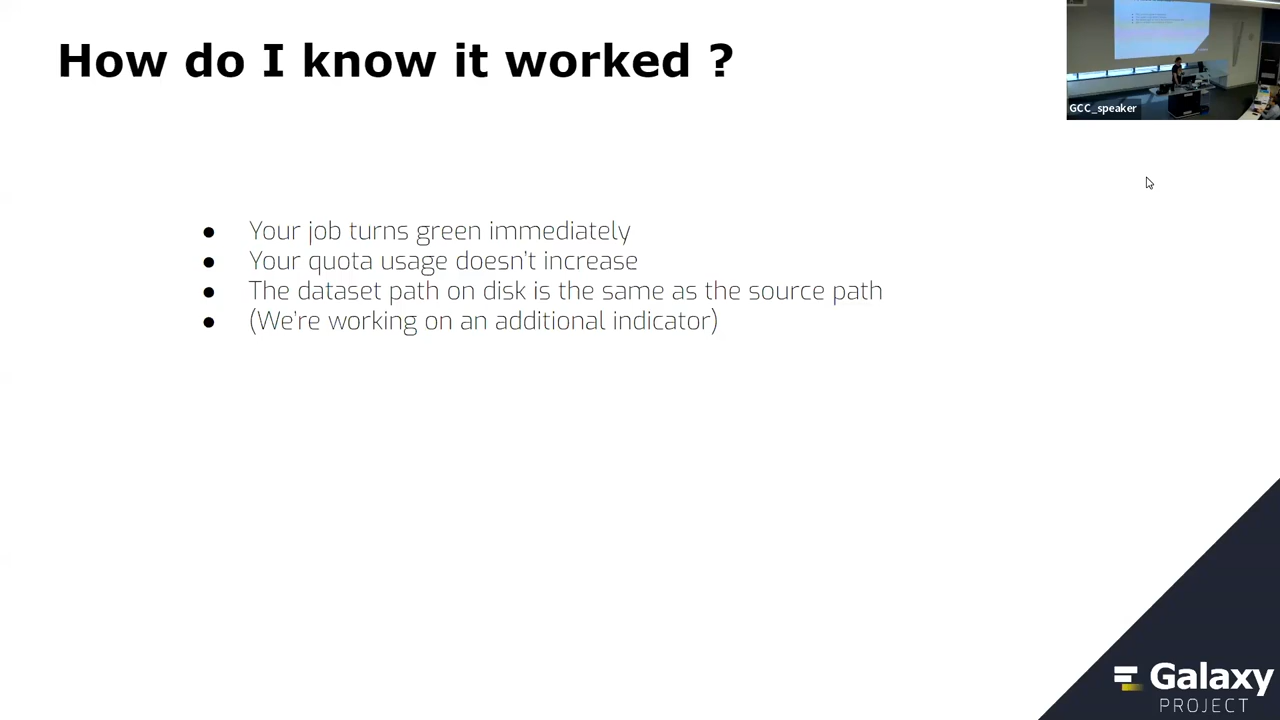 How do I know it worked ?
GCC_speaker
● Your job turns green immediately
● Your quota usage doesn't increase
● The dataset path on disk is the same as the source path
● (We're working on an additional indicator)
Galaxy
PROJECT